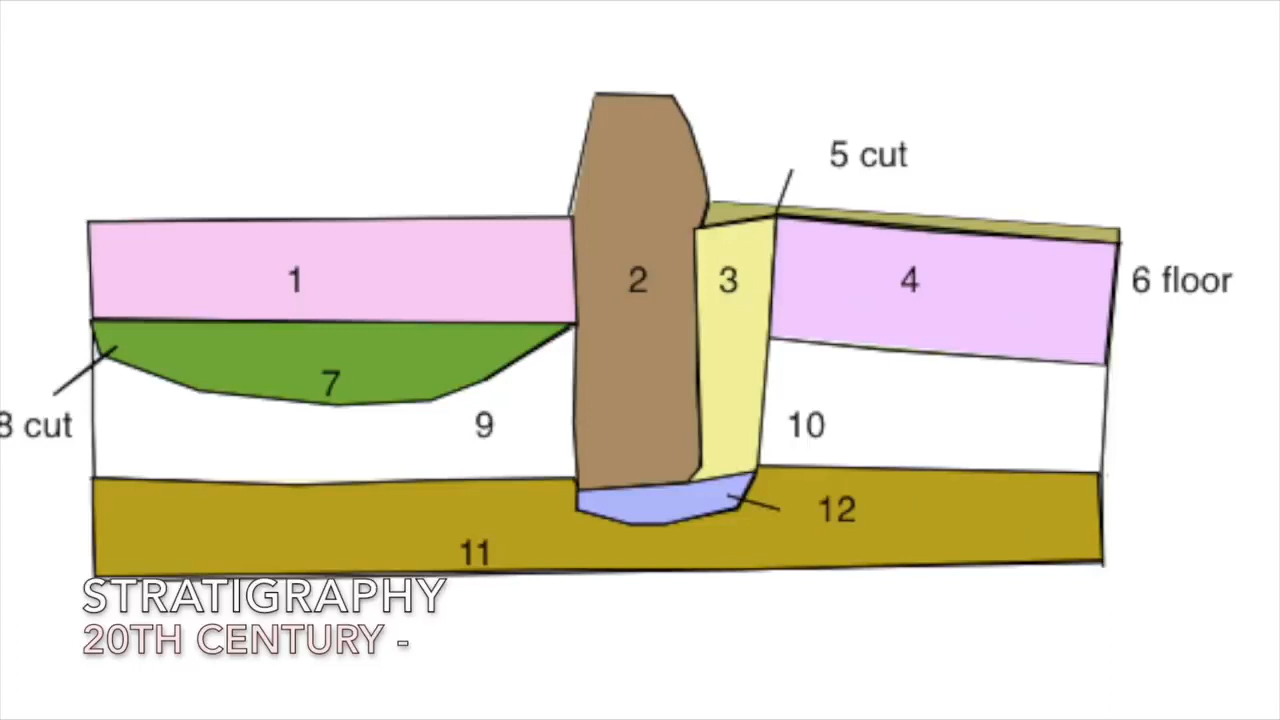 5 cut
1
2
3
4
6 floor
7
8 cut
9
10
12
11
STRATIGRAPHY
20TH CENTURY -